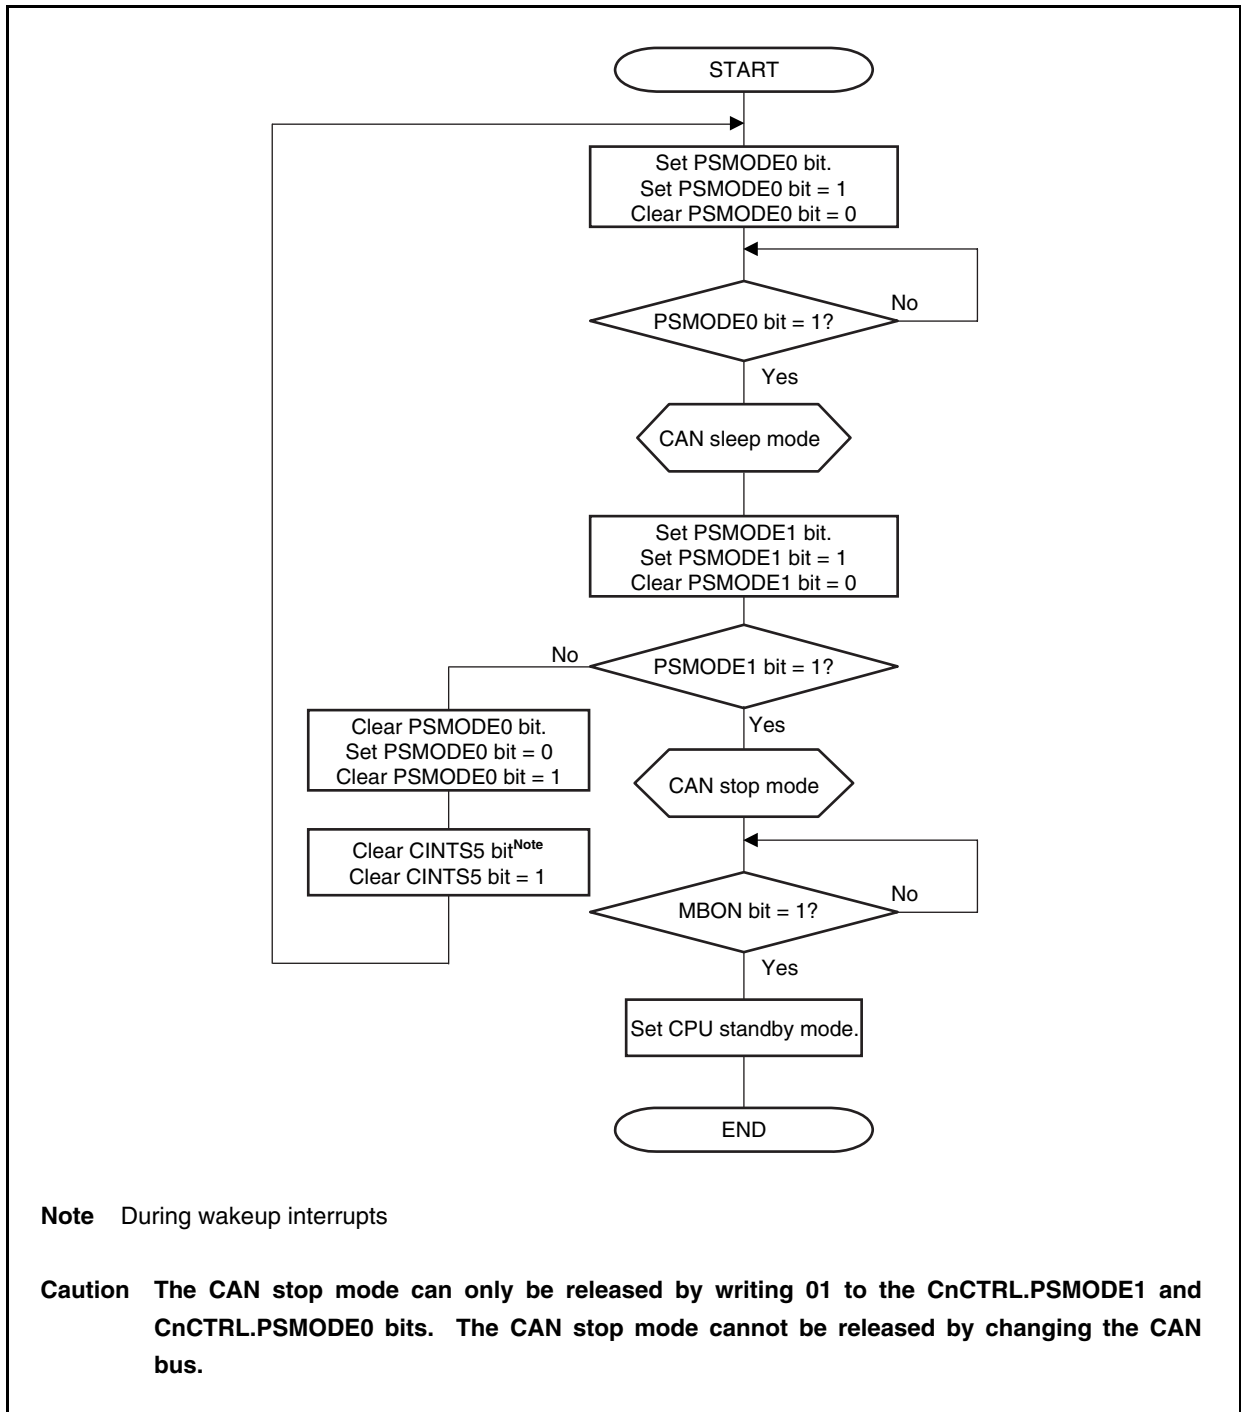 START
Set PSMODE0 bit.
Set PSMODE0 bit = 1
Clear PSMODE0 bit = 0
No
PSMODE0 bit = 1?
Yes
CAN sleep mode
Set PSMODE1 bit.
Set PSMODE1 bit = 1
Clear PSMODE1 bit = 0
No
PSMODE1 bit = 1?
Yes
Clear PSMODE0 bit.
Set PSMODE0 bit = 0
Clear PSMODE0 bit = 1
CAN stop mode
Clear CINTS5 bitNote
Clear CINTS5 bit = 1
No
MBON bit = 1?
Yes
Set CPU standby mode.
END
Note During wakeup interrupts
Caution The CAN stop mode can only be released by writing 01 to the CnCTRL.PSMODE1 and
CnCTRL.PSMODE0 bits. The CAN stop mode cannot be released by changing the CAN
bus.